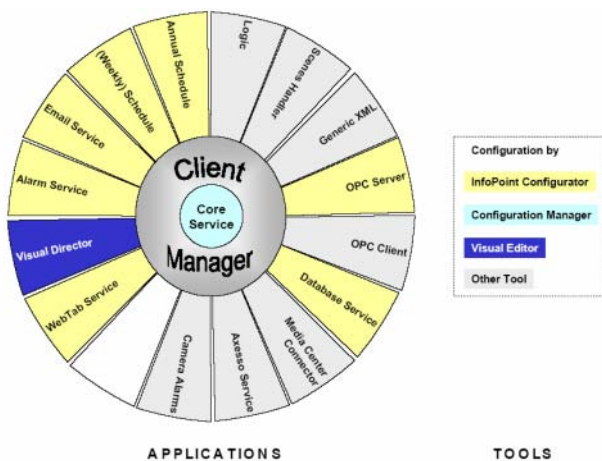 Annual Schedule
Logic
Scenes Handler
Generic XML
OPC Server
OPC Client
Database Service
Media Center
Connector
Axesso Service
Camera Alarms
WebTab Service
Visual Director
Alarm Service
Email Service
(Weekly) Schedule
Client
Core
Service
Manager
Configuration by
InfoPoint Configurator
Configuration Manager
Visual Editor
Other Tool
APPLICATIONS
TOOLS